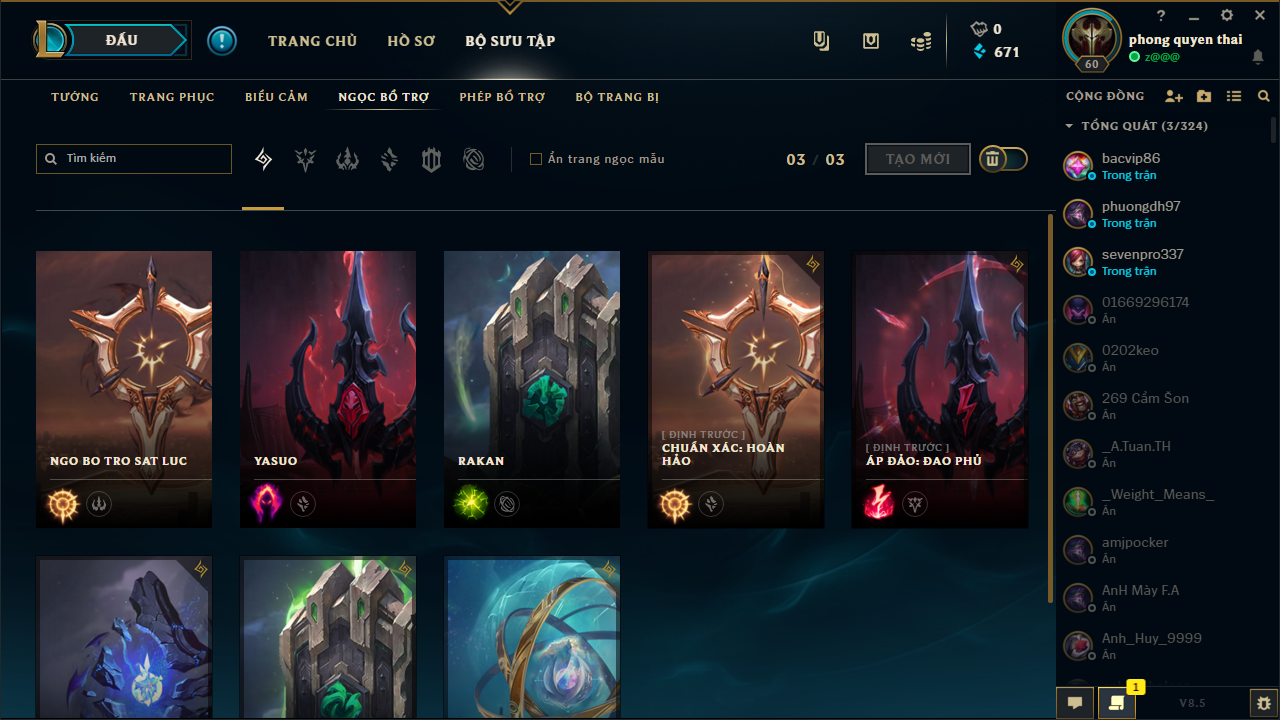 ĐẤU
TRANG CHỦ
HỒ SƠ
BỘ SƯU TẬP
0
671
60
phong quyen thai
z@@@
TƯỚNG
TRANG PHỤC
BIỂU CẢM
NGỌC BỔ TRỢ
PHÉP BỔ TRỢ
BỘ TRANG BỊ
Tìm kiếm
Ẩn trang ngọc mẫu
03 / 03
TẠO MỚI
NGO BO TRO SAT LUC
YASUO
RAKAN
[ ĐỊNH TRƯỚC ]
CHUẨN XÁC: HOÀN
HẢO
[ ĐỊNH TRƯỚC ]
ÁP ĐẢO: ĐAO PHỦ
CỘNG ĐỒNG
TỔNG QUÁT (3/324)
bacvip86
Trong trận
phuongdh97
Trong trận
sevenpro337
Trong trận
01669296174
Ẩn
0202keo
Ẩn
269 Cẩm Sơn
Ẩn
_A.Tuan.TH
Ẩn
_Weight_Means_
Ẩn
amjpocker
Ẩn
AnH Mày F.A
Ẩn
Anh_Huy_9999
Ẩn
1
V8.5